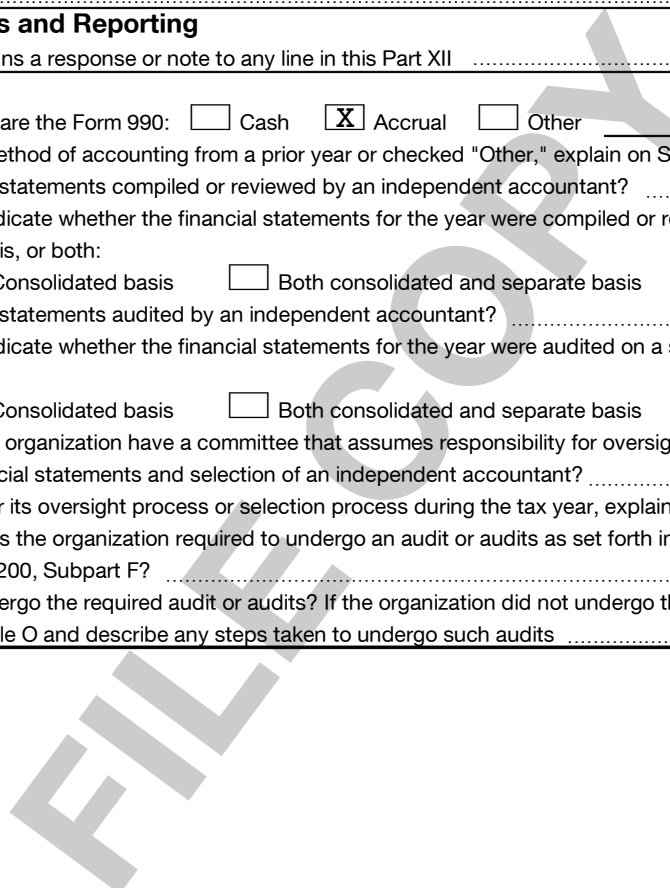 s and Reporting
ns a response or note to any line in this Part XII
are the Form 990: Cash X Accrual Other
ethod of accounting from a prior year or checked "Other," explain on S
statements compiled or reviewed by an independent accountant?
dicate whether the financial statements for the year were compiled or r
is, or both:
Consolidated basis Both consolidated and separate basis
statements audited by an independent accountant?
dicate whether the financial statements for the year were audited on a s
Consolidated basis Both consolidated and separate basis
organization have a committee that assumes responsibility for oversig
cial statements and selection of an independent accountant?
r its oversight process or selection process during the tax year, explain
s the organization required to undergo an audit or audits as set forth in
200, Subpart F?
ergo the required audit or audits? If the organization did not undergo th
le O and describe any steps taken to undergo such audits
FILE COPY